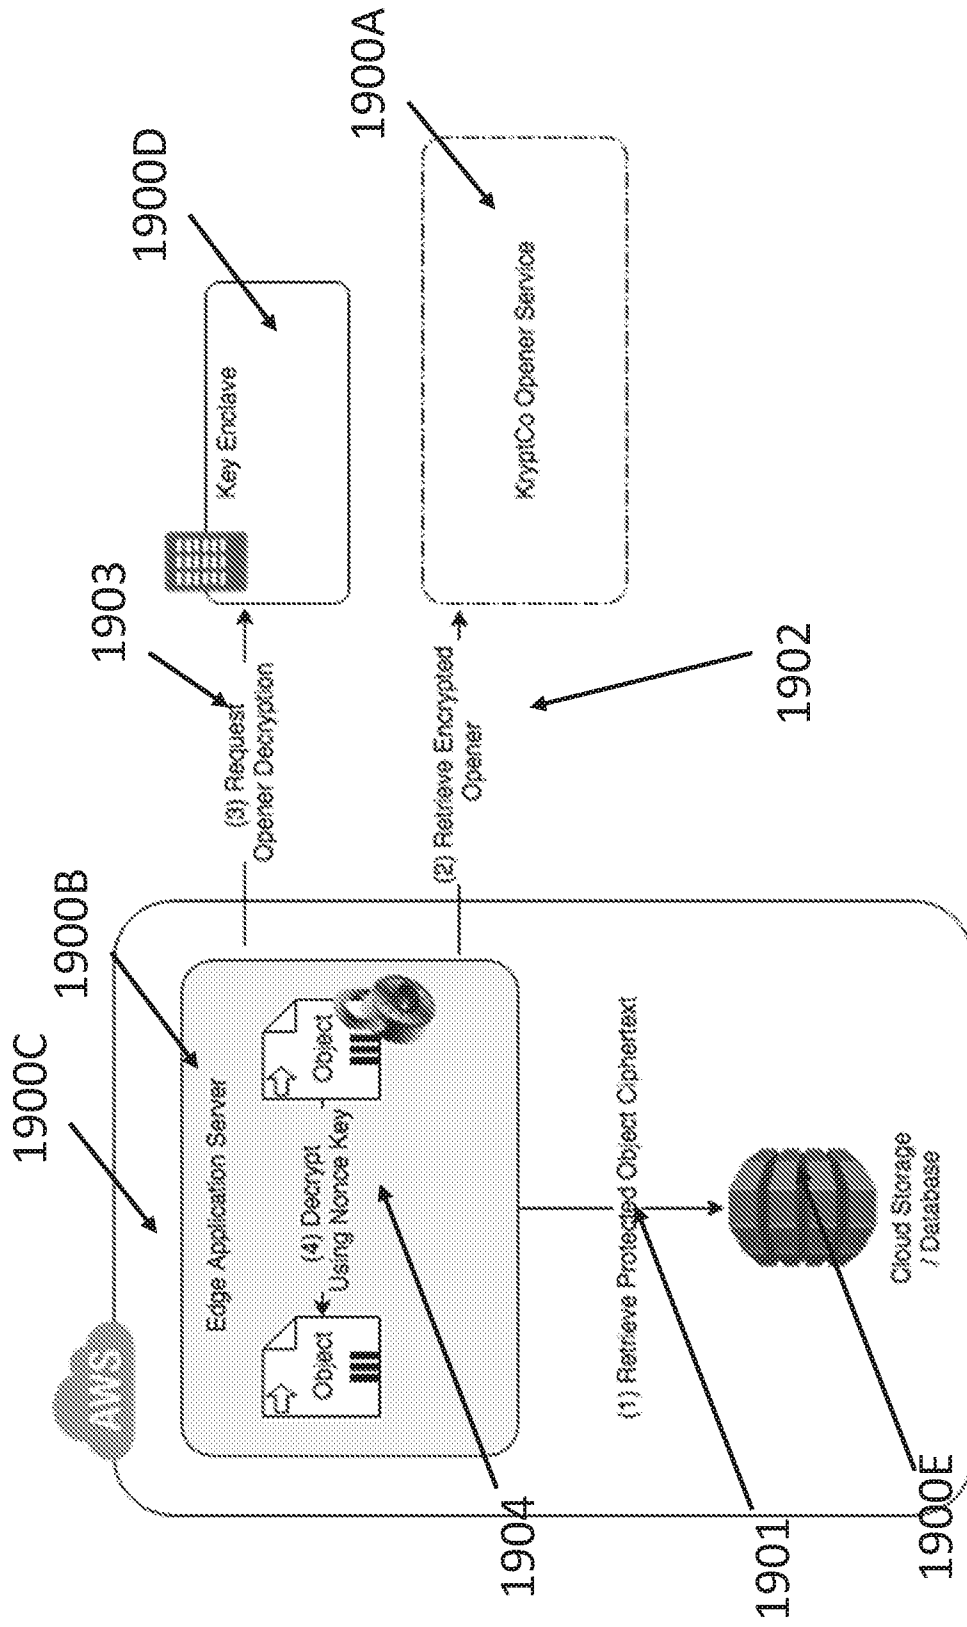 1900C
1900B
1903
1900D
1900A
AWS
Edge Application Server
Object
(4) Decrypt
Using Nonce Key
Object
(3) Request
Opener Decryption
Key Enclave
(2) Retrieve Encrypted
Opener
KryptCo Opener Service
1902
1904
(1) Retrieve Protected Object Ciphertext
1901
Cloud Storage
/ Database
1900E